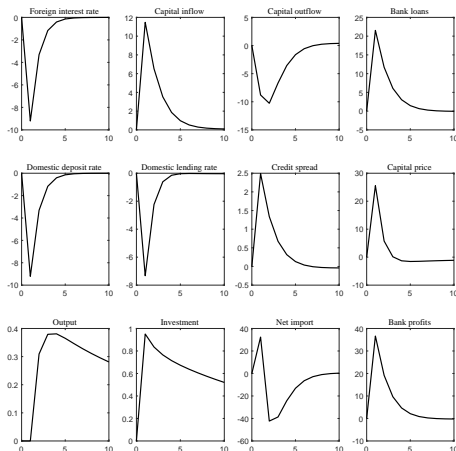 Foreign interest rate
0
-2
-4
-6
-8
-10
0 5 10
Capital inflow
12
10
8
6
4
2
0
0 5 10
Capital outflow
5
0
-5
-10
-15
0 5 10
Bank loans
25
20
15
10
5
0
-5
0 5 10
Domestic deposit rate
0
-2
-4
-6
-8
-10
0 5 10
Domestic lending rate
0
-2
-4
-6
-8
0 5 10
Credit spread
2.5
2
1.5
1
0.5
0
-0.5
0 5 10
Capital price
30
20
10
0
-10
0 5 10
Output
0.4
0.3
0.2
0.1
0
0 5 10
Investment
1
0.8
0.6
0.4
0.2
0
0 5 10
Net import
40
20
0
-20
-40
-60
0 5 10
Bank profits
40
30
20
10
0
-10
0 5 10